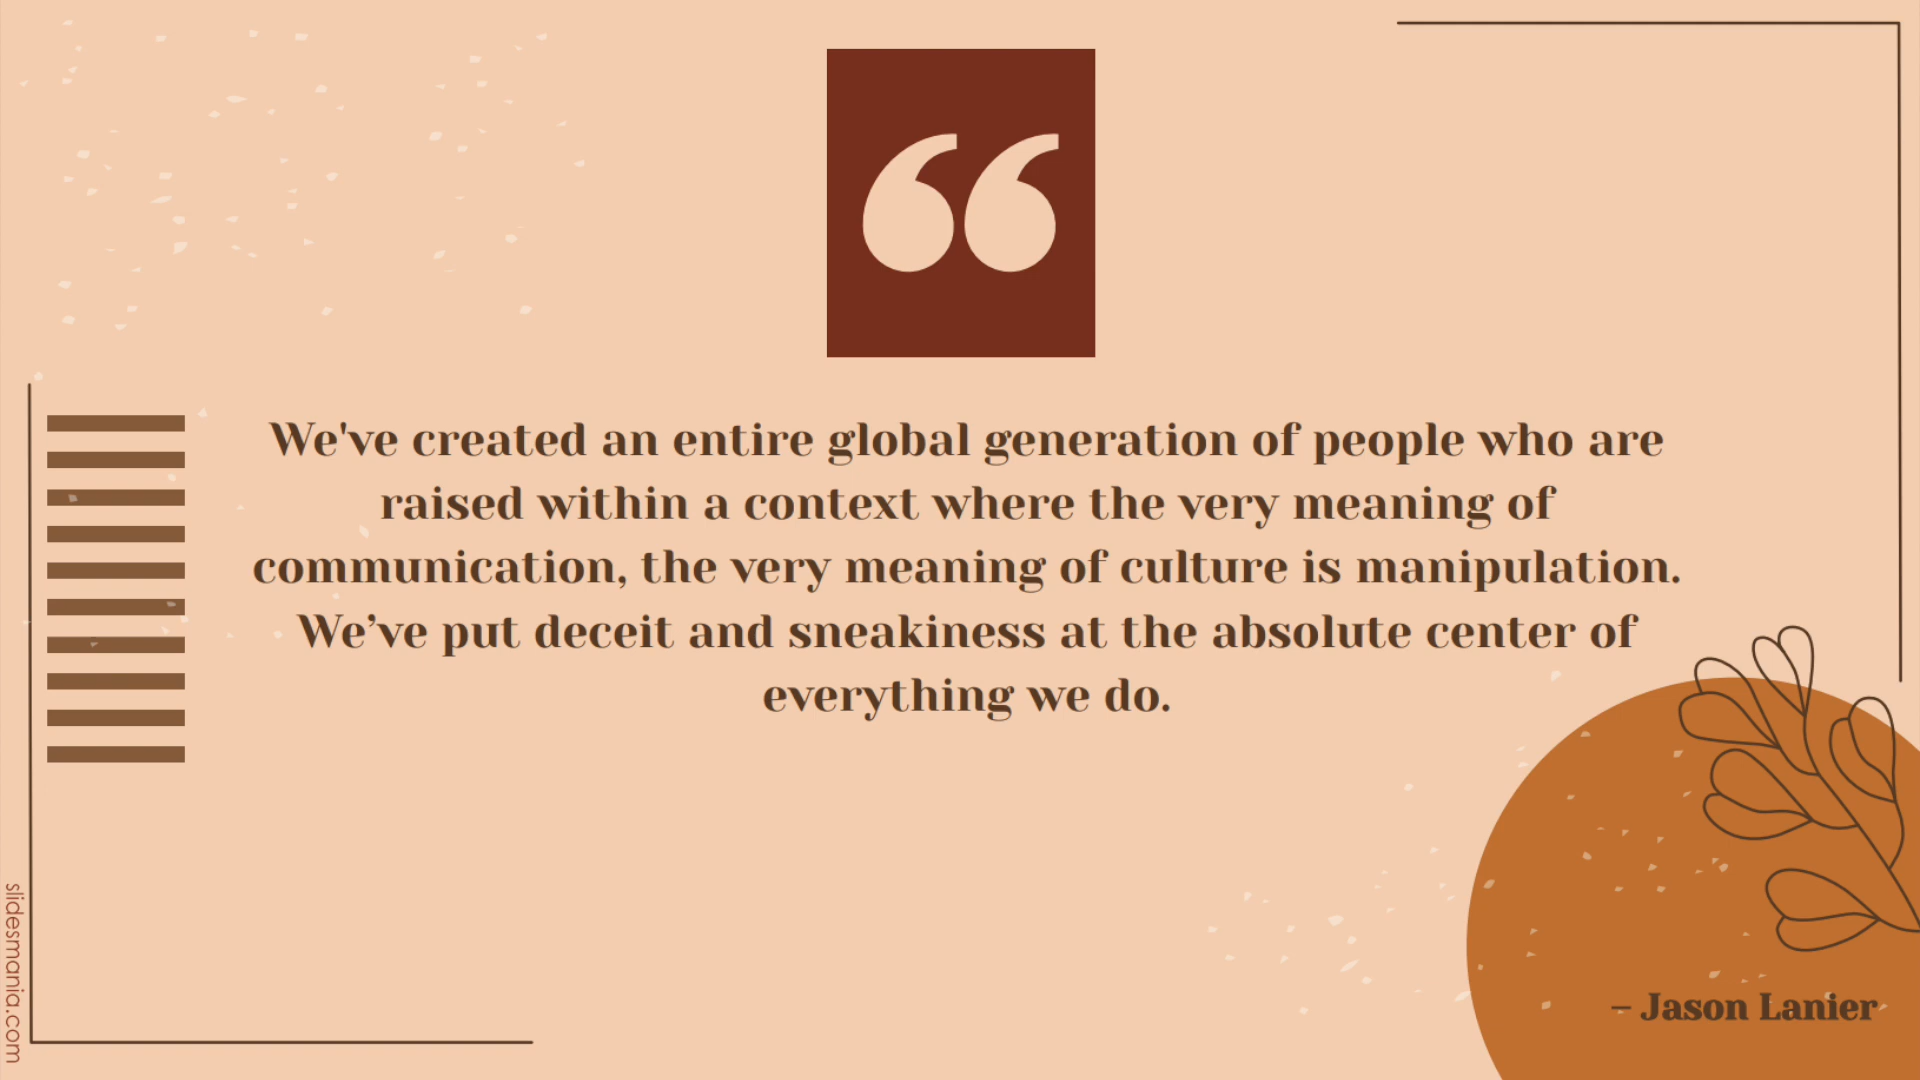 We've created an entire global generation of people who are
raised within a context where the very meaning of
communication, the very meaning of culture is manipulation.
We’ve put deceit and sneakiness at the absolute center of
everything we do.
– Jason Lanier
slidesmania.com